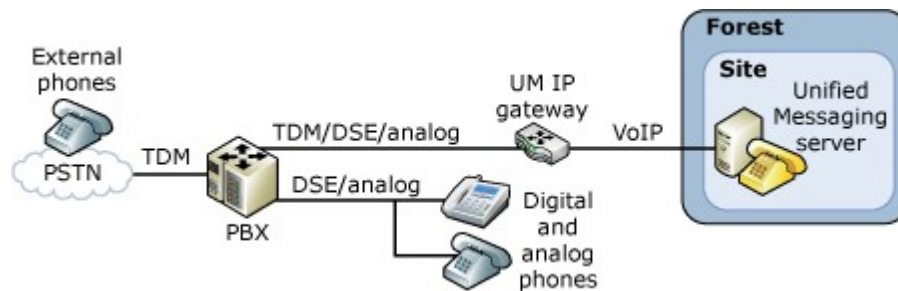 External
phones
PSTN
TDM
PBX
TDM/DSE/analog
DSE/analog
Digital
and
analog
phones
UM IP
gateway
VoIP
Forest
Site
Unified
Messaging
server